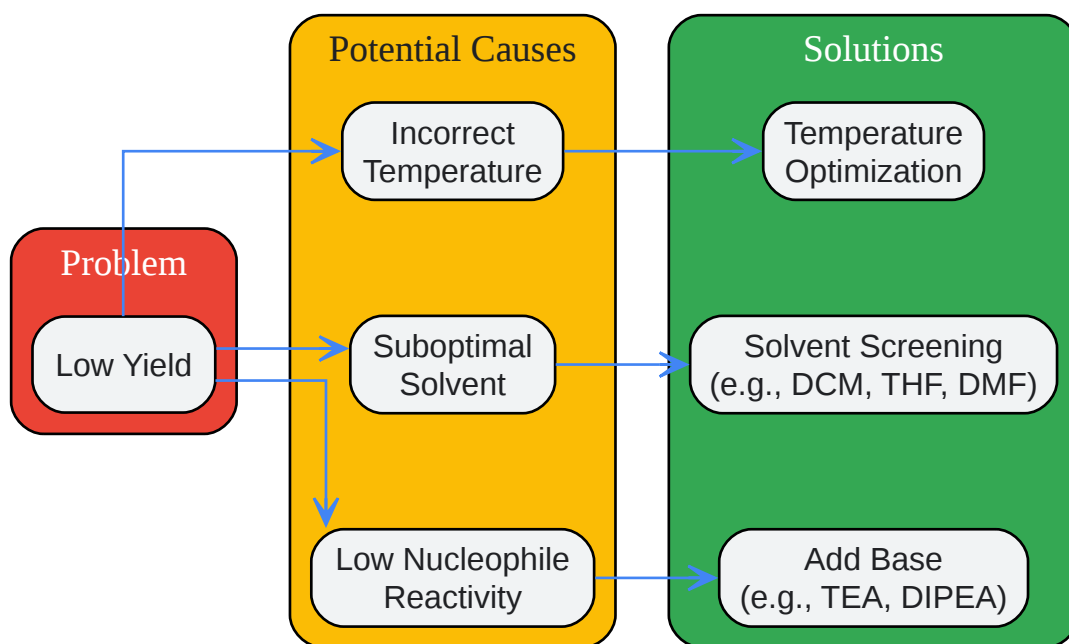 Problem
Low Yield
Potential Causes
Incorrect
Temperature
Suboptimal
Solvent
Low Nucleophile
Reactivity
Solutions
Temperature
Optimization
Solvent Screening
(e.g., DCM, THF, DMF)
Add Base
(e.g., TEA, DIPEA)